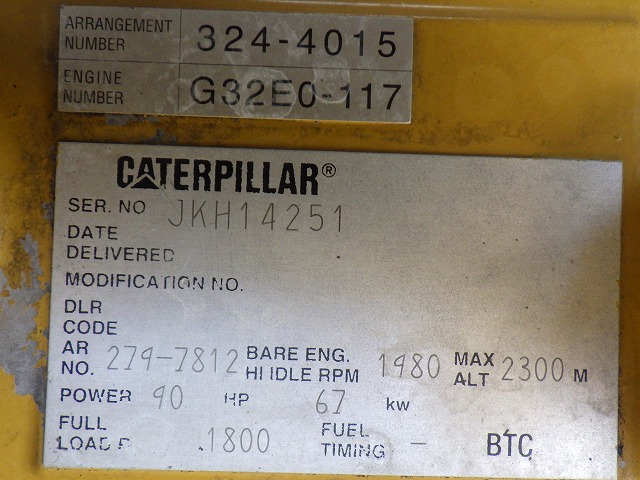 ARRANGEMENT NUMBER 324-4015
ENGINE NUMBER G32E0-117
CATERPILLAR®
SER. NO JKH14251
DATE DELIVERED
MODIFICATION NO.
DLR CODE
AR NO. 279-7812 BARE ENG. HI IDLE RPM 1980 MAX ALT 2300 M
POWER 90 HP 67 kw
FULL LOAD 1800 FUEL TIMING – BTC